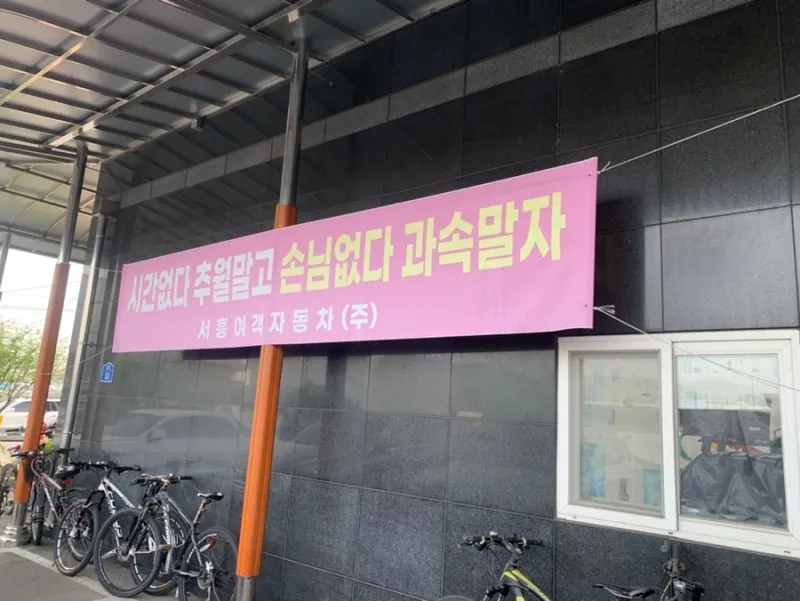 시간없다 추월말고 손님없다 과속말자
서흥여객자동차(주)